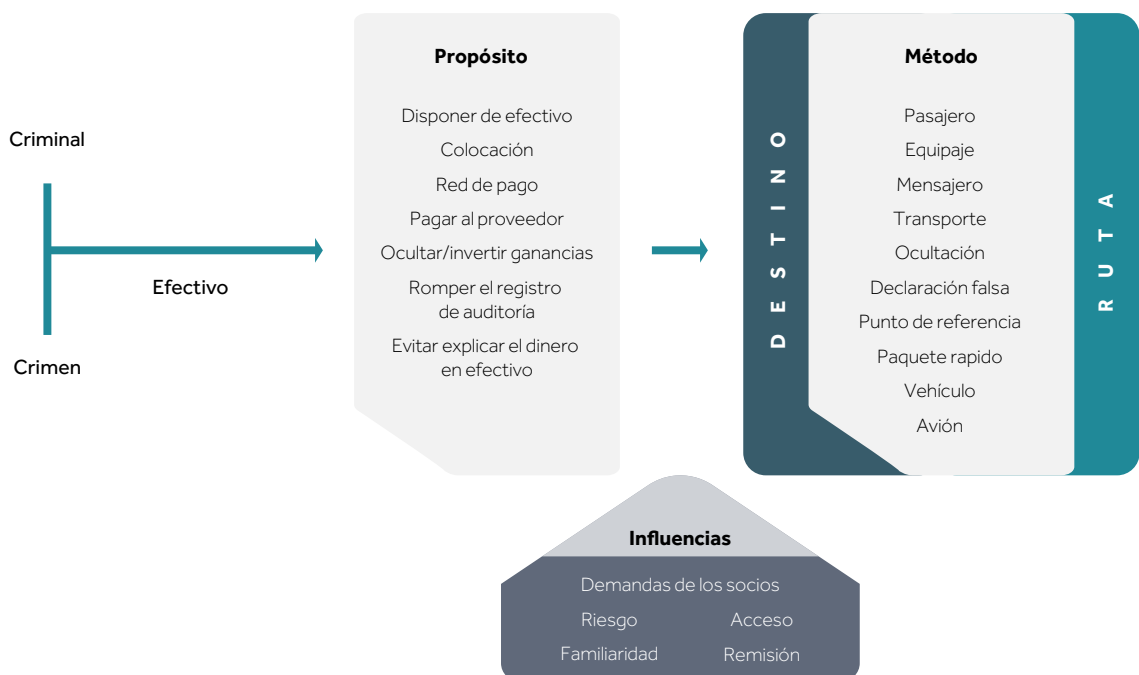 Criminal
Efectivo
Crimen
Propósito
Disponer de efectivo
Colocación
Red de pago
Pagar al proveedor
Ocultar/invertir ganancias
Romper el registro
de auditoría
Evitar explicar el dinero
en efectivo
DESTINO
Método
Pasajero
Equipaje
Mensajero
Transporte
Ocultación
Declaración falsa
Punto de referencia
Paquete rapido
Vehículo
Avión
RUTA
Influencias
Demandas de los socios
Riesgo Acceso
Familiaridad Remisión